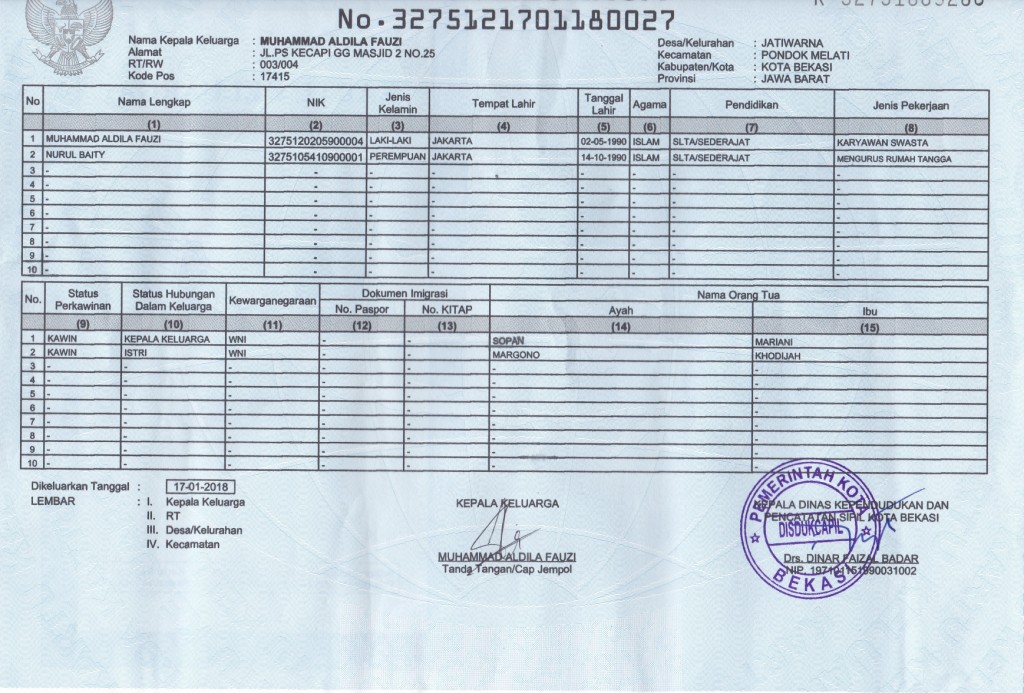 No.3275121701180027
Nama Kepala Keluarga : MUHAMMAD ALDILA FAUZI
Alamat : JL.PS KECAPI GG MASJID 2 NO.25
RT/RW : 003/004
Kode Pos : 17415
Desa/Kelurahan : JATIWARNA
Kecamatan : PONDOK MELATI
Kabupaten/Kota : KOTA BEKASI
Provinsi : JAWA BARAT
No Nama Lengkap NIK Jenis Kelamin Tempat Lahir Tanggal Lahir Agama Pendidikan Jenis Pekerjaan
(1) (2) (3) (4) (5) (6) (7) (8)
1 MUHAMMAD ALDILA FAUZI 3275120205900004 LAKI-LAKI JAKARTA 02-05-1990 ISLAM SLTA/SEDERAJAT KARYAWAN SWASTA
2 NURUL BAITY 3275105410900001 PEREMPUAN JAKARTA 14-10-1990 ISLAM SLTA/SEDERAJAT MENGURUS RUMAH TANGGA
3 - - - - - - - -
4 - - - - - - - -
5 - - - - - - - -
6 - - - - - - - -
7 - - - - - - - -
8 - - - - - - - -
9 - - - - - - - -
10 - - - - - - - -
No. Status Perkawinan Status Hubungan Dalam Keluarga Kewarganegaraan Dokumen Imigrasi Nama Orang Tua
No. Paspor No. KITAP Ayah Ibu
(9) (10) (11) (12) (13) (14) (15)
1 KAWIN KEPALA KELUARGA WNI - - SOPAN MARIANI
2 KAWIN ISTRI WNI - - MARGONO KHODIJAH
3 - - - - - - -
4 - - - - - - -
5 - - - - - - -
6 - - - - - - -
7 - - - - - - -
8 - - - - - - -
9 - - - - - - -
10 - - - - - - -
Dikeluarkan Tanggal : 17-01-2018
LEMBAR : I. Kepala Keluarga
II. RT
III. Desa/Kelurahan
IV. Kecamatan
KEPALA KELUARGA
MUHAMMAD ALDILA FAUZI
Tanda Tangan/Cap Jempol
KEPALA DINAS KEPENDUDUKAN DAN
PENCATATAN SIPIL KOTA BEKASI
PEMERINTAH KOTA
DISDUKCAPIL
BEKASI
Drs. DINAR FAIZAL BADAR
NIP.